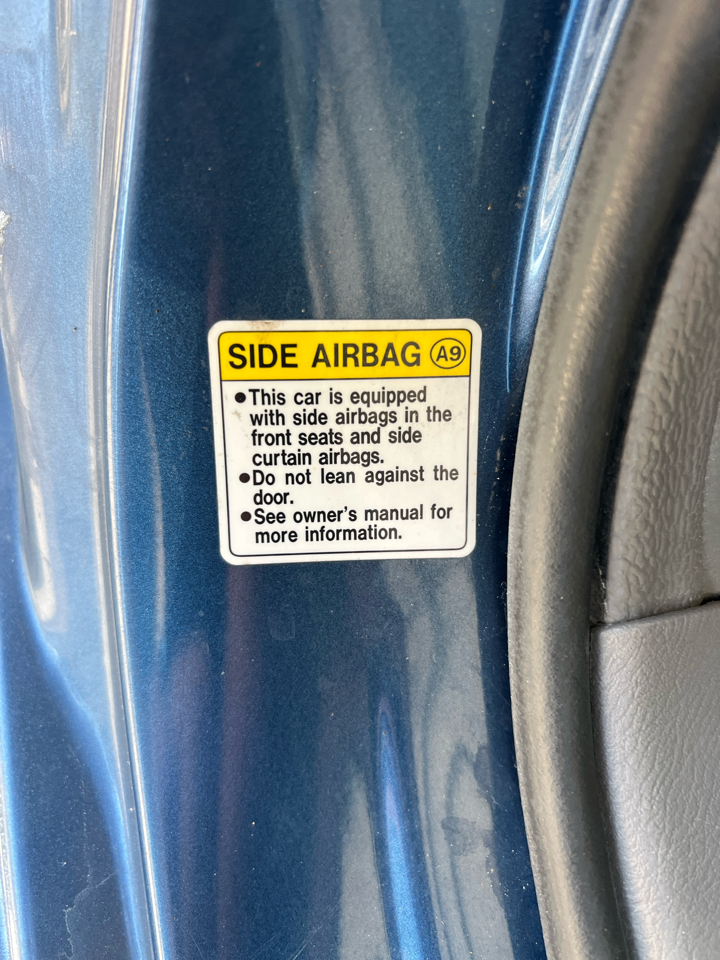 SIDE AIRBAG A9
●This car is equipped
with side airbags in the
front seats and side
curtain airbags.
●Do not lean against the
door.
●See owner's manual for
more information.